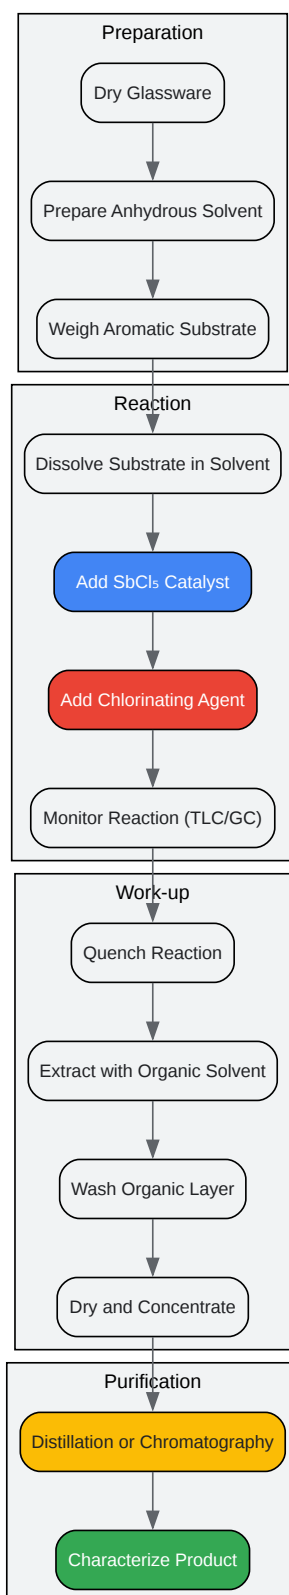 Preparation
Dry Glassware
Prepare Anhydrous Solvent
Weigh Aromatic Substrate
Reaction
Dissolve Substrate in Solvent
Add SbCl₅ Catalyst
Add Chlorinating Agent
Monitor Reaction (TLC/GC)
Work-up
Quench Reaction
Extract with Organic Solvent
Wash Organic Layer
Dry and Concentrate
Purification
Distillation or Chromatography
Characterize Product